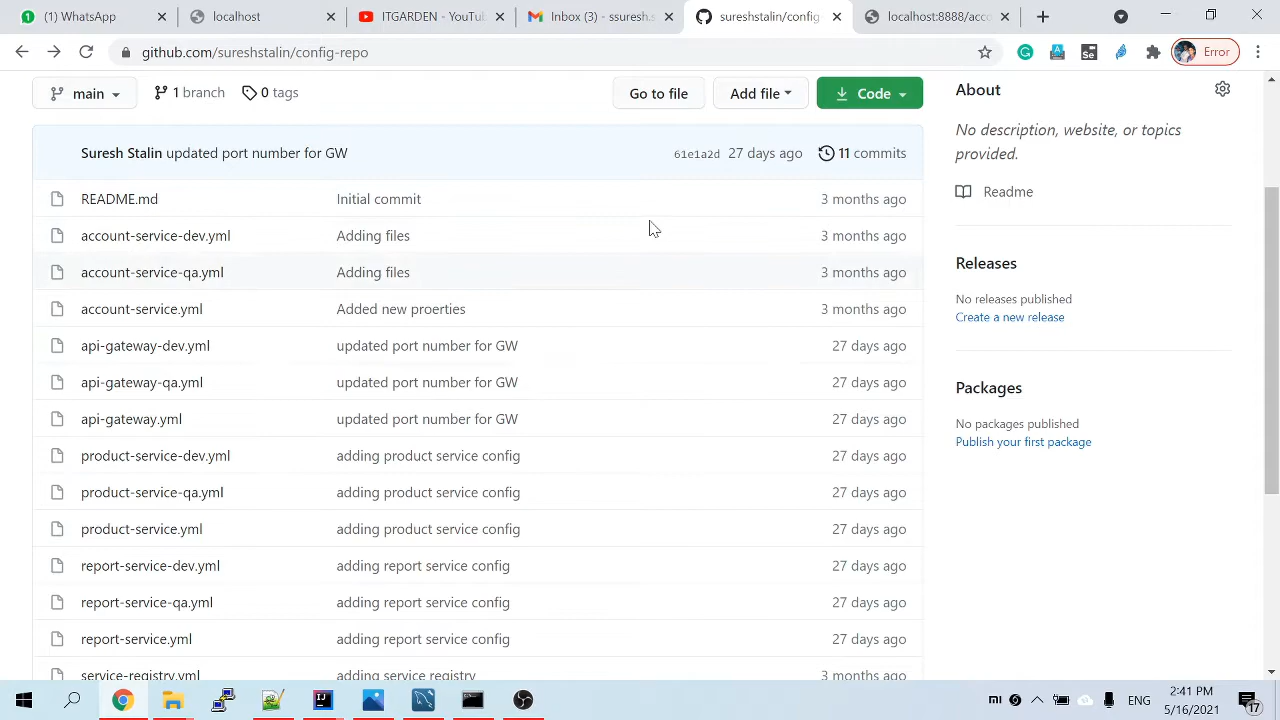 (1) WhatsApp
localhost
ITGARDEN - YouTu
Inbox (3) - ssuresh.s
sureshstalin/config
localhost:8888/acco
github.com/sureshstalin/config-repo
Error
main
1 branch
0 tags
Go to file
Add file
Code
About
No description, website, or topics
provided.
Readme
Releases
No releases published
Create a new release
Packages
No packages published
Publish your first package
Suresh Stalin updated port number for GW 61e1a2d 27 days ago 11 commits
README.md Initial commit 3 months ago
account-service-dev.yml Adding files 3 months ago
account-service-qa.yml Adding files 3 months ago
account-service.yml Added new proerties 3 months ago
api-gateway-dev.yml updated port number for GW 27 days ago
api-gateway-qa.yml updated port number for GW 27 days ago
api-gateway.yml updated port number for GW 27 days ago
product-service-dev.yml adding product service config 27 days ago
product-service-qa.yml adding product service config 27 days ago
product-service.yml adding product service config 27 days ago
report-service-dev.yml adding report service config 27 days ago
report-service-qa.yml adding report service config 27 days ago
report-service.yml adding report service config 27 days ago
service-registry.yml adding service registry 3 months ago
ENG
2:41 PM
5/16/2021
17